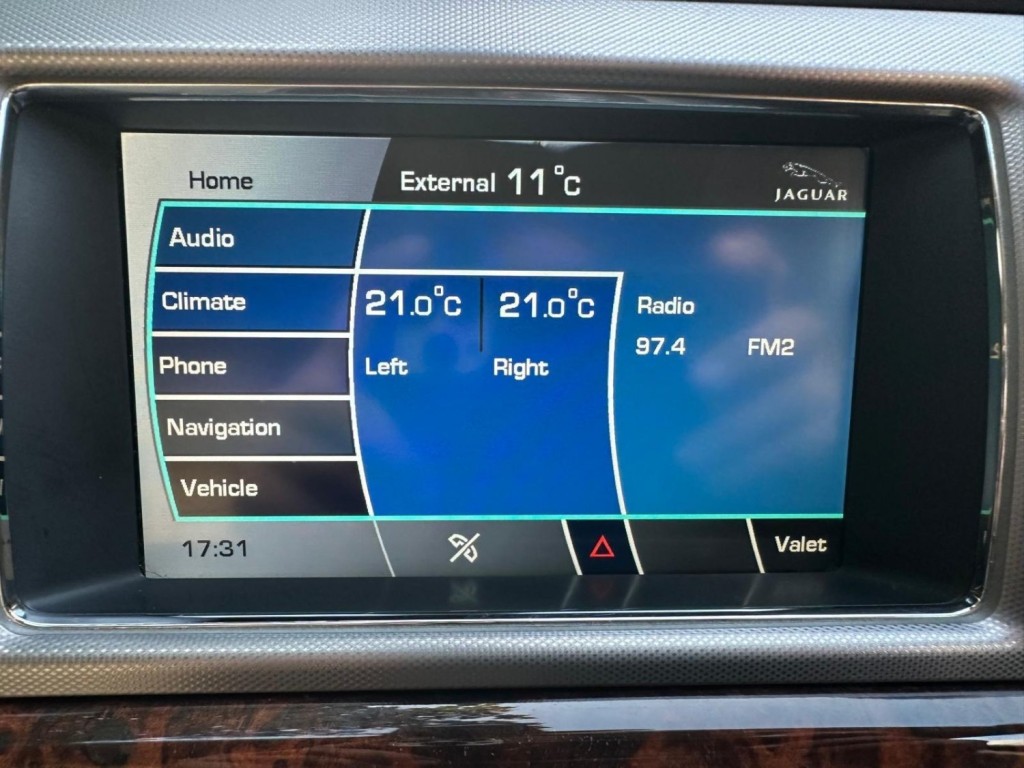 Home
External 11°C
JAGUAR
Audio
Climate
21.0°C
21.0°C
Left
Right
Radio
97.4 FM2
Phone
Navigation
Vehicle
17:31
Valet